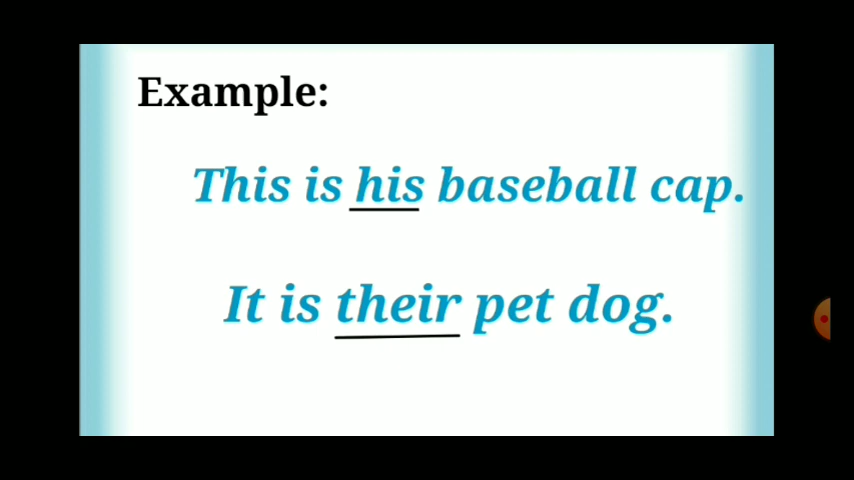 Example:
This is his baseball cap.
It is their pet dog.